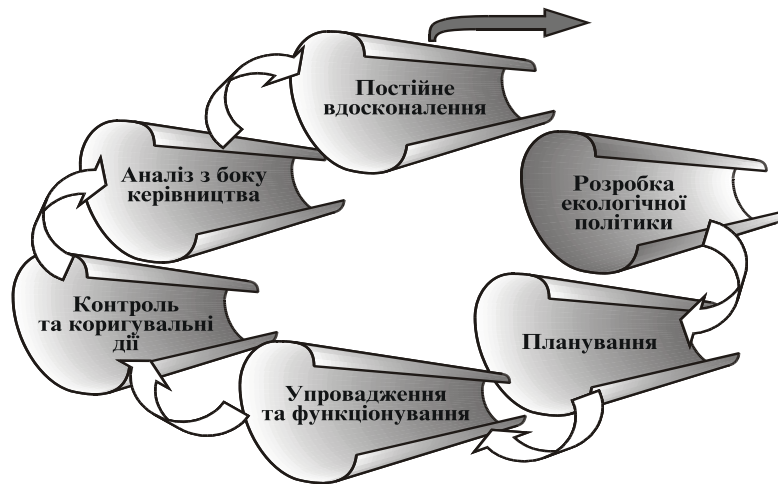 Постійне
вдосконалення
Аналіз з боку
керівництва
Розробка
екологічної
політики
Контроль
та коригувальні
дії
Планування
Упровадження
та функціонування